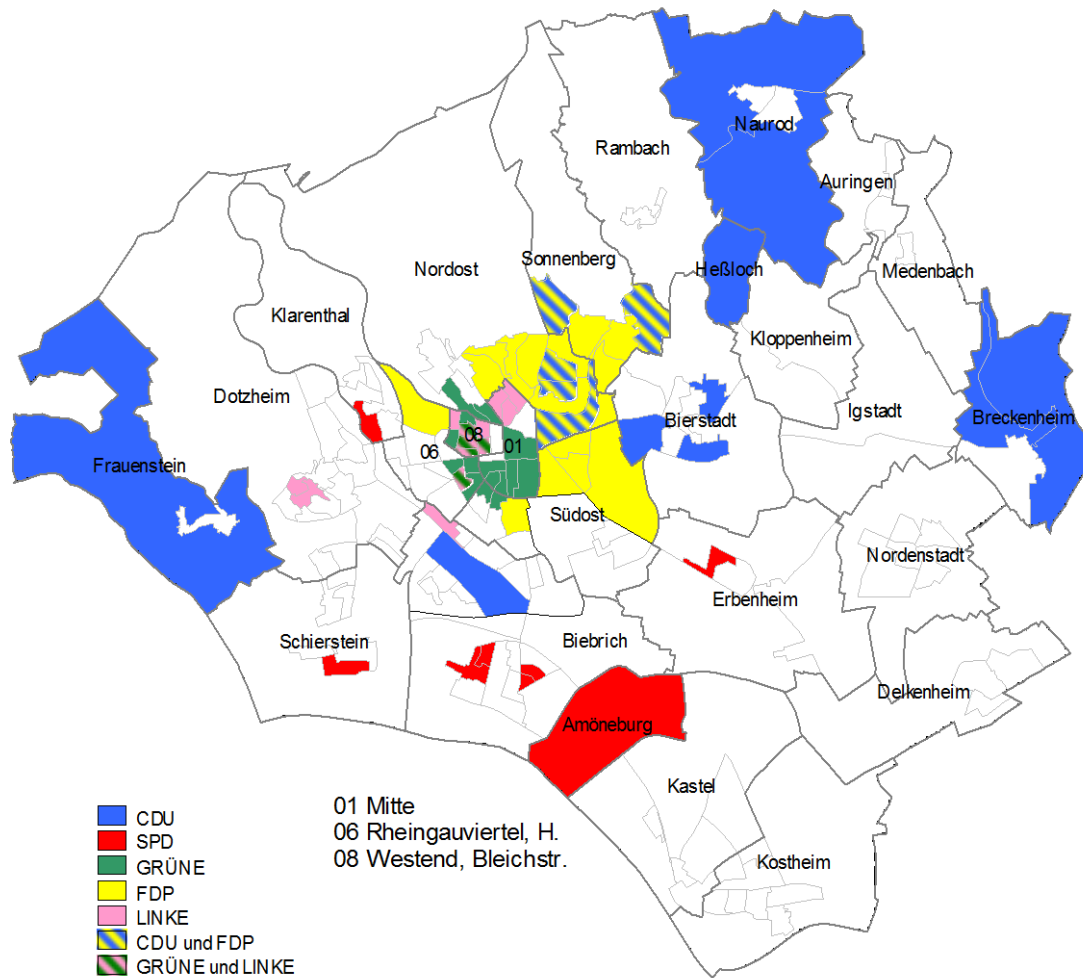 Naurod
Rambach
Auringen
Sonnenberg
Nordost
Heßloch
Medenbach
Klarenthal
Kloppenheim
Dotzheim
Igstadt
Bierstadt
Breckenheim
08
01
06
Frauenstein
Südost
Nordenstadt
Erbenheim
Schierstein
Biebrich
Delkenheim
Amöneburg
Kastel
Kostheim
01 Mitte
06 Rheingauviertel, H.
08 Westend, Bleichstr.
CDU
SPD
GRÜNE
FDP
LINKE
CDU und FDP
GRÜNE und LINKE